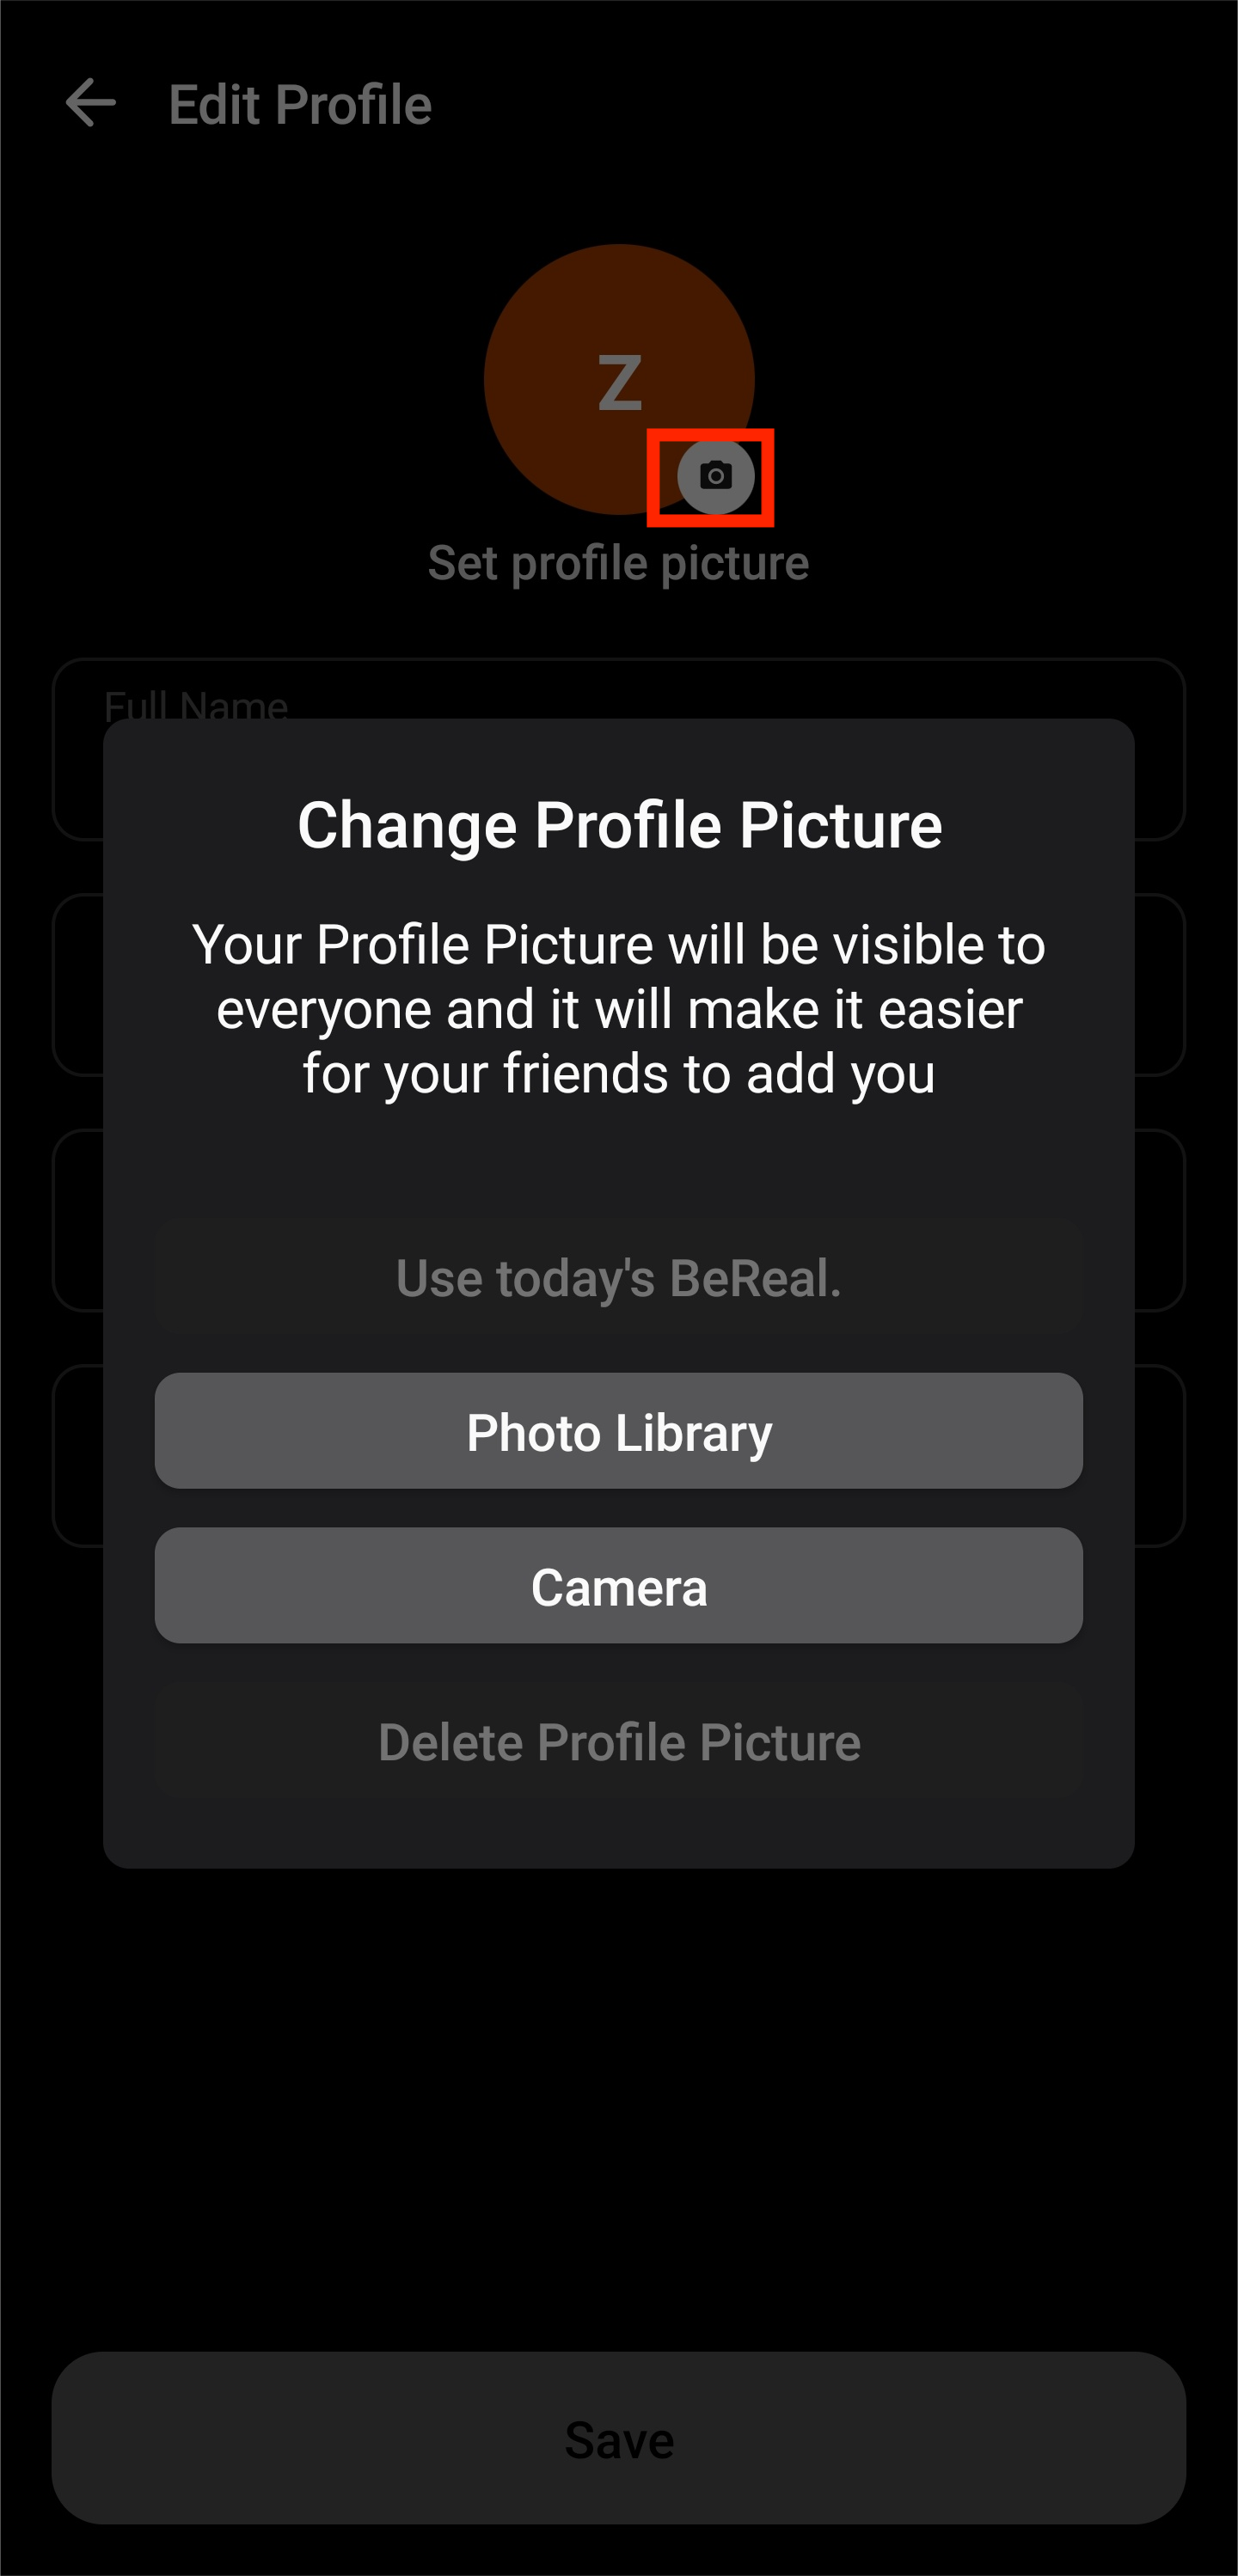 Edit Profile
Z
Set profile picture
Full Name
Change Profile Picture
Your Profile Picture will be visible to
everyone and it will make it easier
for your friends to add you
Use today's BeReal.
Photo Library
Camera
Delete Profile Picture
Save